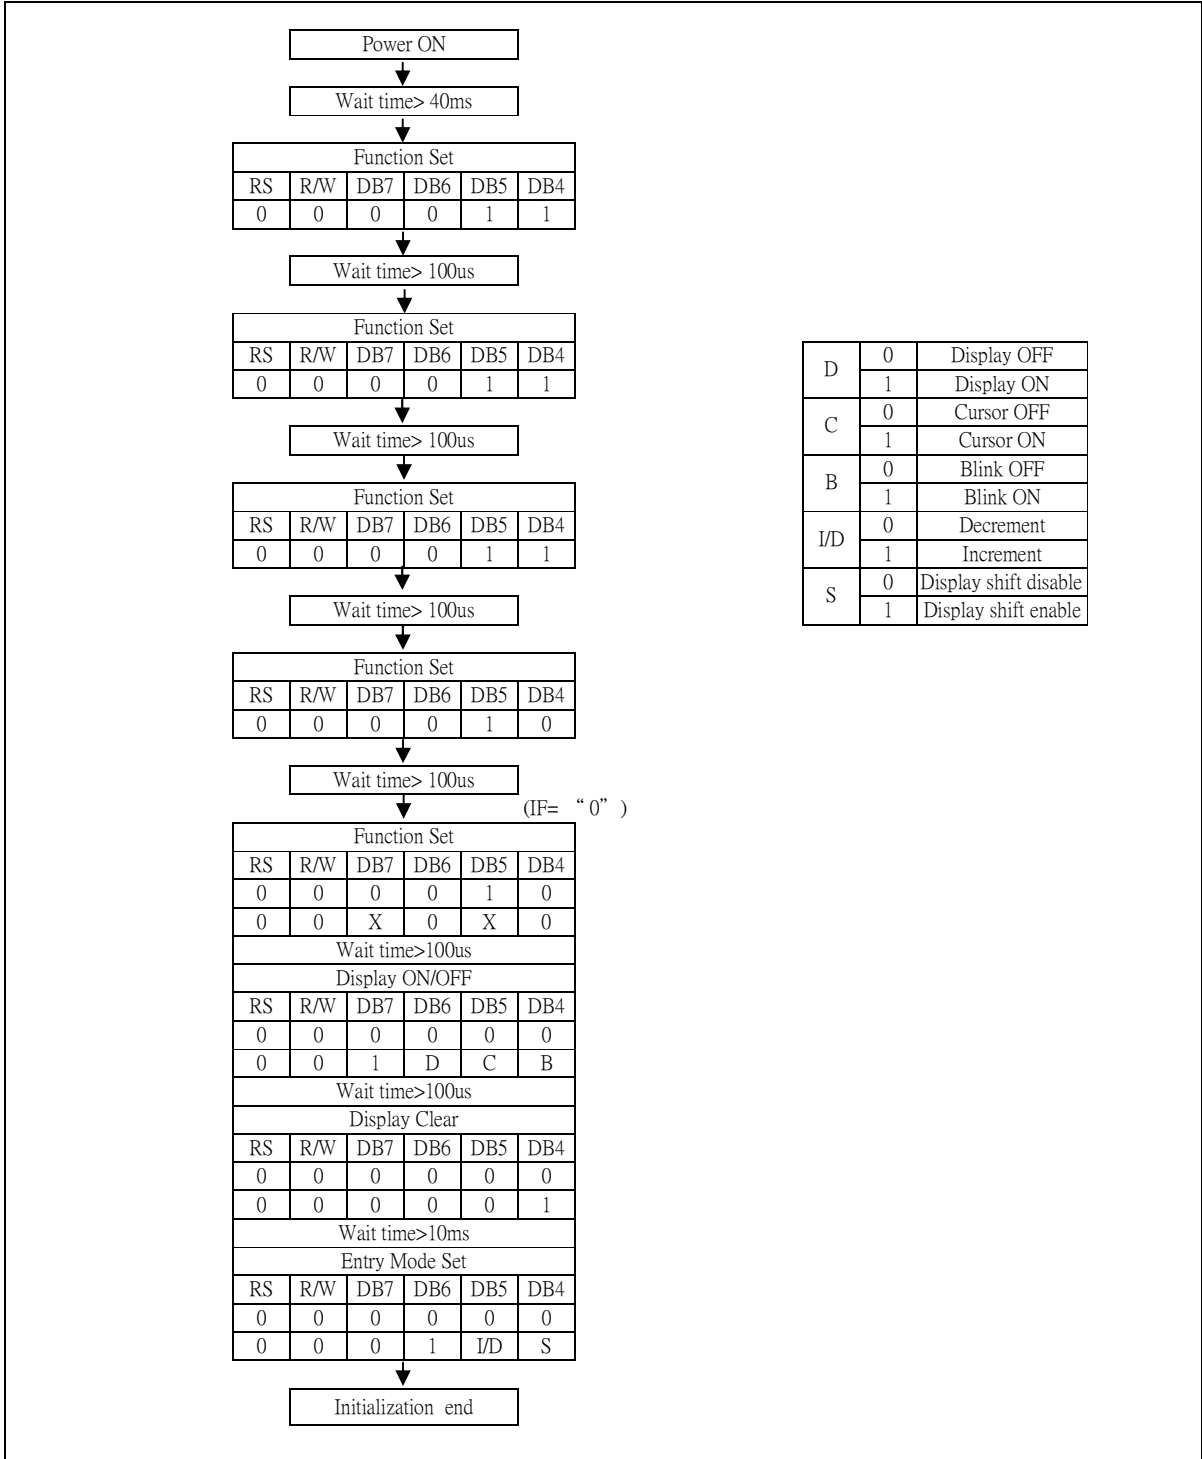 Power ON
Wait time> 40ms
Function Set
RS R/W DB7 DB6 DB5 DB4
0 0 0 0 1 1
Wait time> 100us
Function Set
RS R/W DB7 DB6 DB5 DB4
0 0 0 0 1 1
Wait time> 100us
Function Set
RS R/W DB7 DB6 DB5 DB4
0 0 0 0 1 1
Wait time> 100us
Function Set
RS R/W DB7 DB6 DB5 DB4
0 0 0 0 1 0
Wait time> 100us
(IF= “0” )
Function Set
RS R/W DB7 DB6 DB5 DB4
0 0 0 0 1 0
0 0 X 0 X 0
Wait time>100us
Display ON/OFF
RS R/W DB7 DB6 DB5 DB4
0 0 0 0 0 0
0 0 1 D C B
Wait time>100us
Display Clear
RS R/W DB7 DB6 DB5 DB4
0 0 0 0 0 0
0 0 0 0 0 1
Wait time>10ms
Entry Mode Set
RS R/W DB7 DB6 DB5 DB4
0 0 0 0 0 0
0 0 0 1 I/D S
Initialization end
D 0 Display OFF
1 Display ON
C 0 Cursor OFF
1 Cursor ON
B 0 Blink OFF
1 Blink ON
I/D 0 Decrement
1 Increment
S 0 Display shift disable
1 Display shift enable